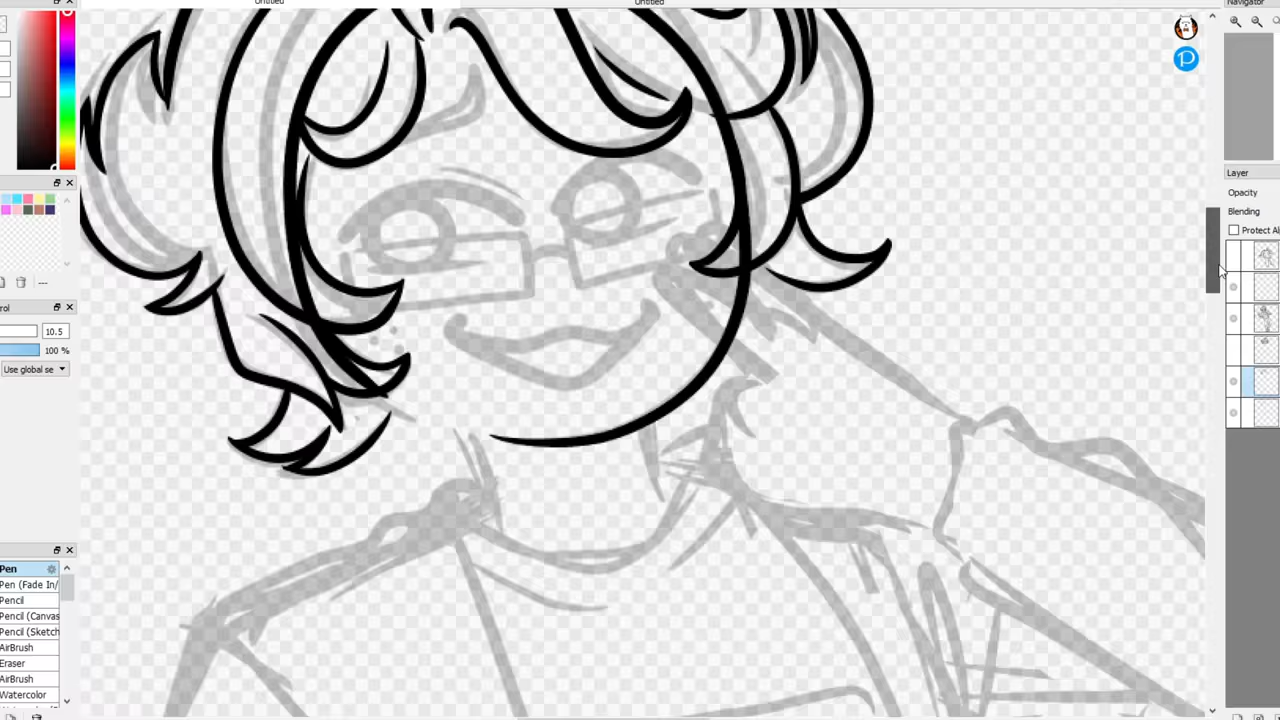 Untitled
Untitled
Navigator
Layer
Opacity
Blending
Protect Al
rol
10.5
100 %
Use global se
Pen
Pen (Fade In/
Pencil
Pencil (Canvas
Pencil (Sketch
AirBrush
Eraser
AirBrush
Watercolor